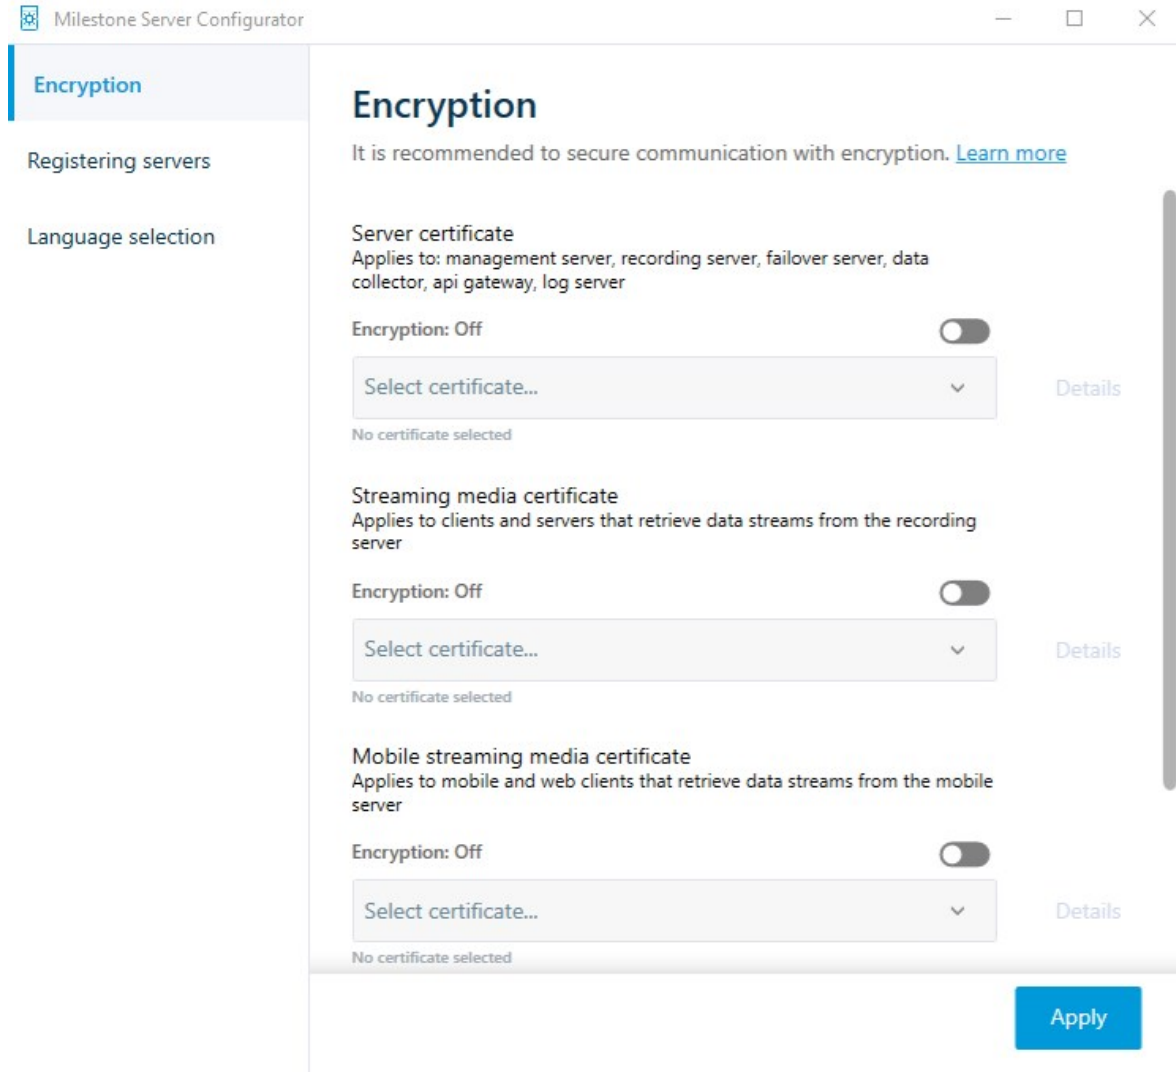 Milestone Server Configurator
Encryption
Registering servers
Language selection
Encryption
It is recommended to secure communication with encryption. Learn more
Server certificate
Applies to: management server, recording server, failover server, data
collector, api gateway, log server
Encryption: Off
Select certificate...
Details
No certificate selected
Streaming media certificate
Applies to clients and servers that retrieve data streams from the recording
server
Encryption: Off
Select certificate...
Details
No certificate selected
Mobile streaming media certificate
Applies to mobile and web clients that retrieve data streams from the mobile
server
Encryption: Off
Select certificate...
Details
No certificate selected
Apply